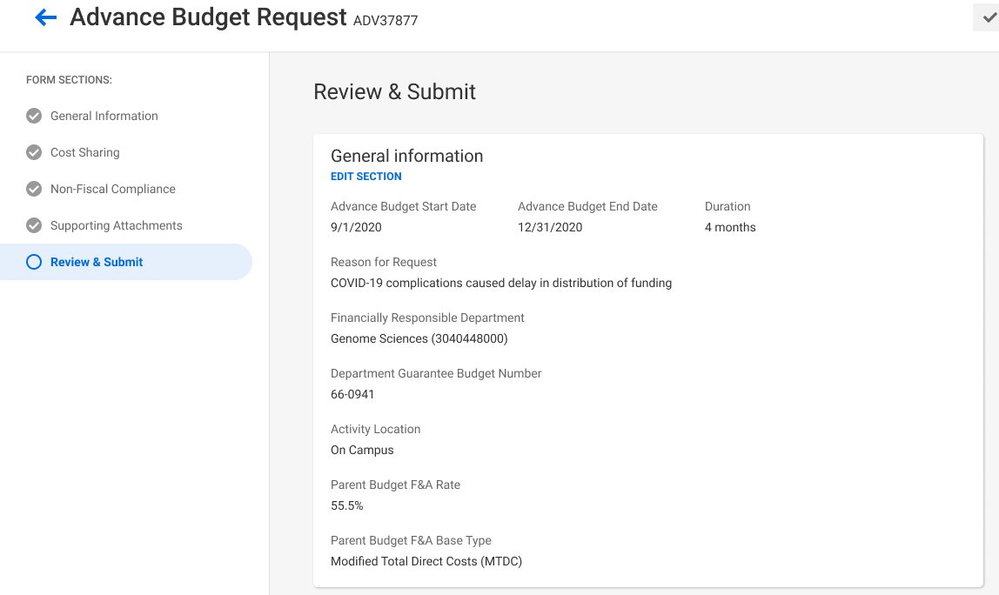 Advance Budget Request ADV37877
FORM SECTIONS:
General Information
Cost Sharing
Non-Fiscal Compliance
Supporting Attachments
Review & Submit
Review & Submit
General information
EDIT SECTION
Advance Budget Start Date Advance Budget End Date Duration
9/1/2020 12/31/2020 4 months
Reason for Request
COVID-19 complications caused delay in distribution of funding
Financially Responsible Department
Genome Sciences (3040448000)
Department Guarantee Budget Number
66-0941
Activity Location
On Campus
Parent Budget F&A Rate
55.5%
Parent Budget F&A Base Type
Modified Total Direct Costs (MTDC)